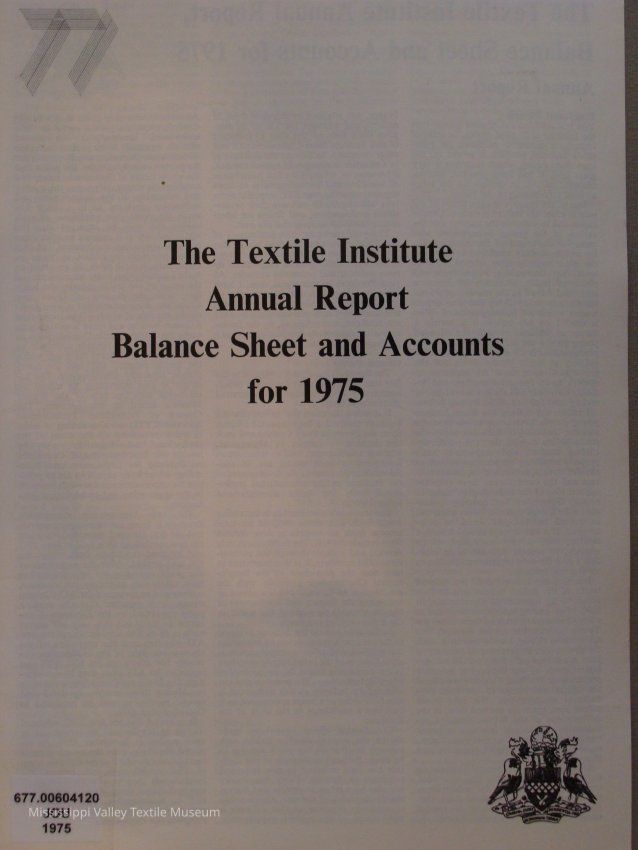 The Textile Institute
Annual Report
Balance Sheet and Accounts
for 1975
677.00604120
Mississippi Valley Textile Museum
1975